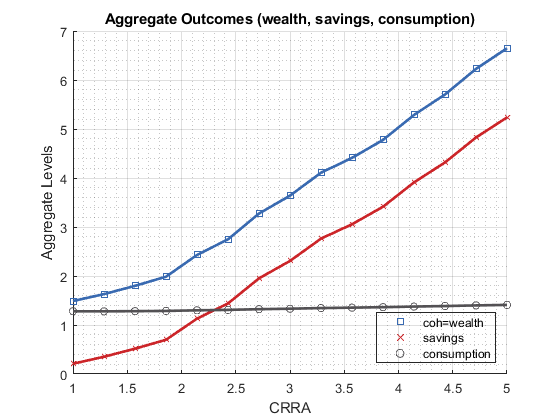 Aggregate Outcomes (wealth, savings, consumption)
7
6
5
4
3
2
1
0
Aggregate Levels
1 1.5 2 2.5 3 3.5 4 4.5 5
CRRA
coh=wealth
savings
consumption